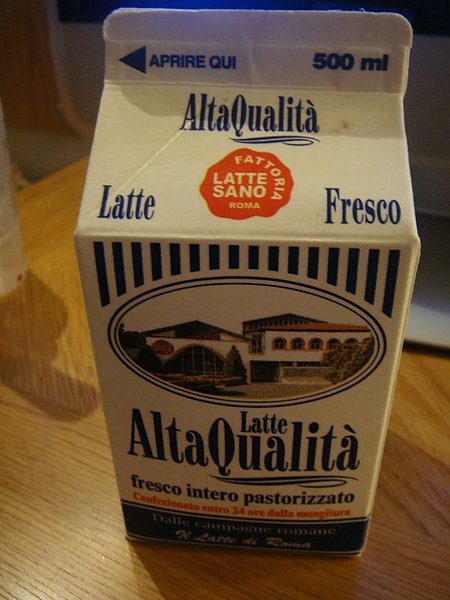 APRIRE QUI 500 ml
AltaQualità
FATTORIA
LATTE
SANO
ROMA
Latte Fresco
Latte
AltaQualità
fresco intero pastorizzato
Confezionato entro 24 ore dalla mungitura
Dalle campagne romane
Il Latte di Roma